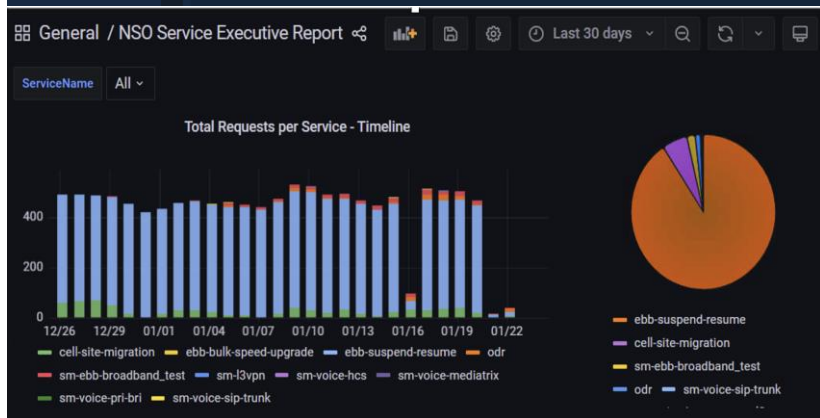 General / NSO Service Executive Report
Last 30 days
ServiceName All
Total Requests per Service - Timeline
400
200
0
12/26 12/29 01/01 01/04 01/07 01/10 01/13 01/16 01/19 01/22
cell-site-migration ebb-bulk-speed-upgrade ebb-suspend-resume odr
sm-ebb-broadband_test sm-l3vpn sm-voice-hcs sm-voice-mediatrix
sm-voice-pri-bri sm-voice-sip-trunk
ebb-suspend-resume
cell-site-migration
sm-ebb-broadband_test
odr sm-voice-sip-trunk